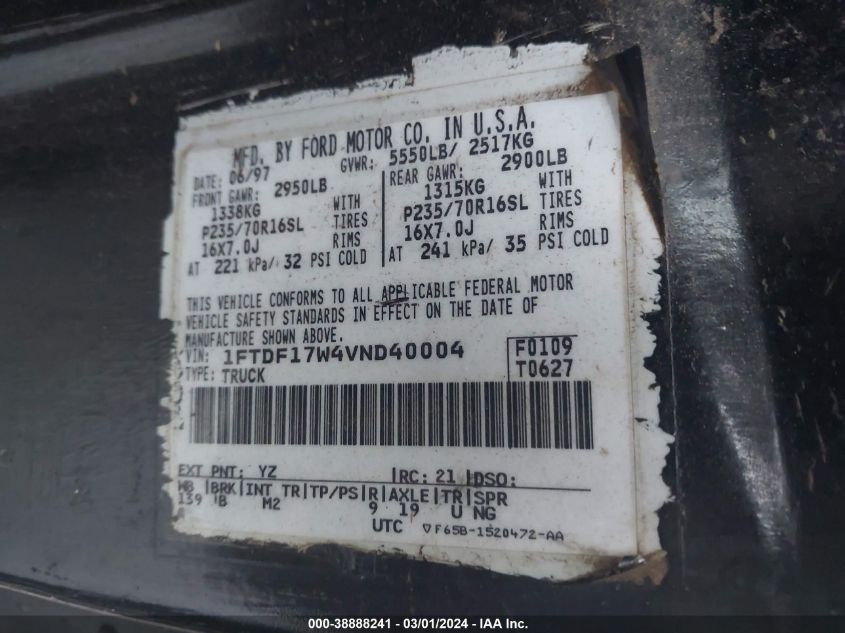 MFD. BY FORD MOTOR CO. IN U.S.A.
DATE: 06/97 GVWR: 5550LB/ 2517KG
FRONT GAWR: 2950LB REAR GAWR: 2900LB
1338KG WITH 1315KG WITH
P235/70R16SL TIRES P235/70R16SL TIRES
16X7.0J RIMS 16X7.0J RIMS
AT 221 kPa/ 32 PSI COLD AT 241 kPa/ 35 PSI COLD
THIS VEHICLE CONFORMS TO ALL APPLICABLE FEDERAL MOTOR
VEHICLE SAFETY STANDARDS IN EFFECT ON THE DATE OF
MANUFACTURE SHOWN ABOVE.
VIN: 1FTDF17W4VND40004 F0109
TYPE: TRUCK T0627
EXT PNT: YZ RC: 21 DSO:
WB BRK INT TR TP/PS R AXLE TR SPR
139 B M2 9 19 U NG
UTC ▽F65B-1520472-AA
000-38888241 - 03/01/2024 - IAA Inc.